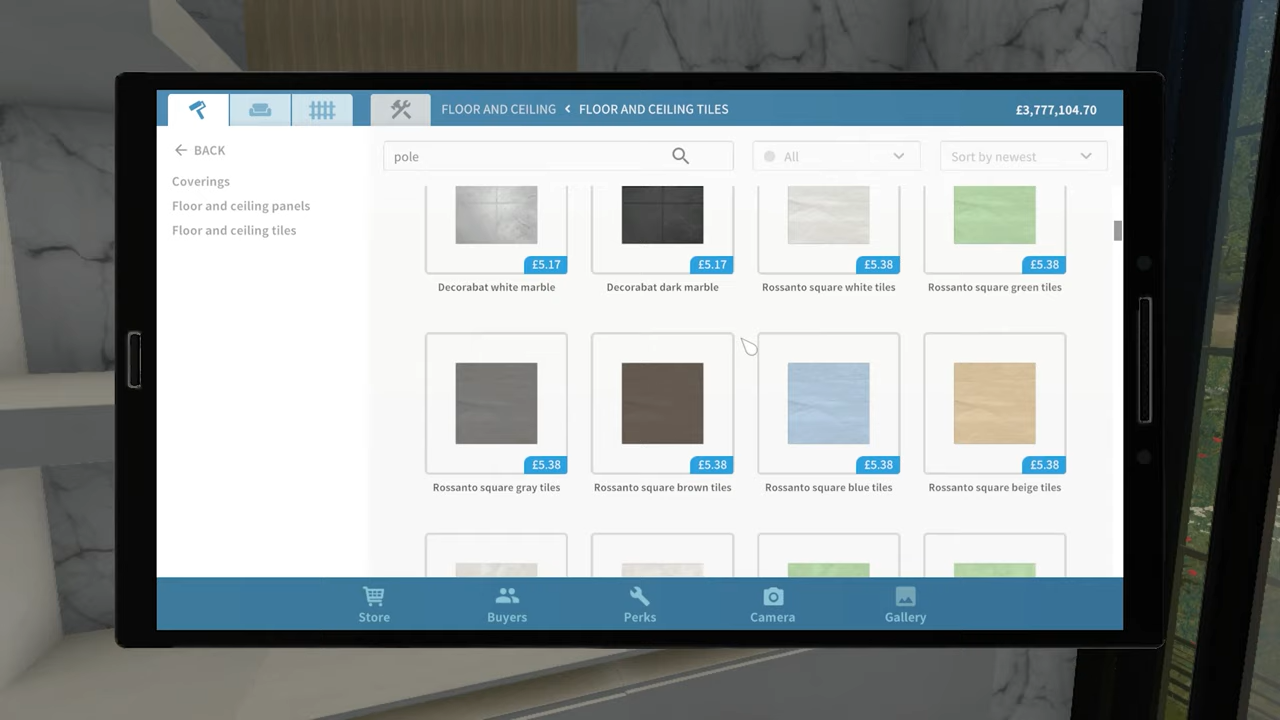 FLOOR AND CEILING < FLOOR AND CEILING TILES
£3,777,104.70
BACK
Coverings
Floor and ceiling panels
Floor and ceiling tiles
pole
All
Sort by newest
£5.17
£5.17
£5.38
£5.38
Decorabat white marble
Decorabat dark marble
Rossanto square white tiles
Rossanto square green tiles
£5.38
£5.38
£5.38
£5.38
Rossanto square gray tiles
Rossanto square brown tiles
Rossanto square blue tiles
Rossanto square beige tiles
Store
Buyers
Perks
Camera
Gallery